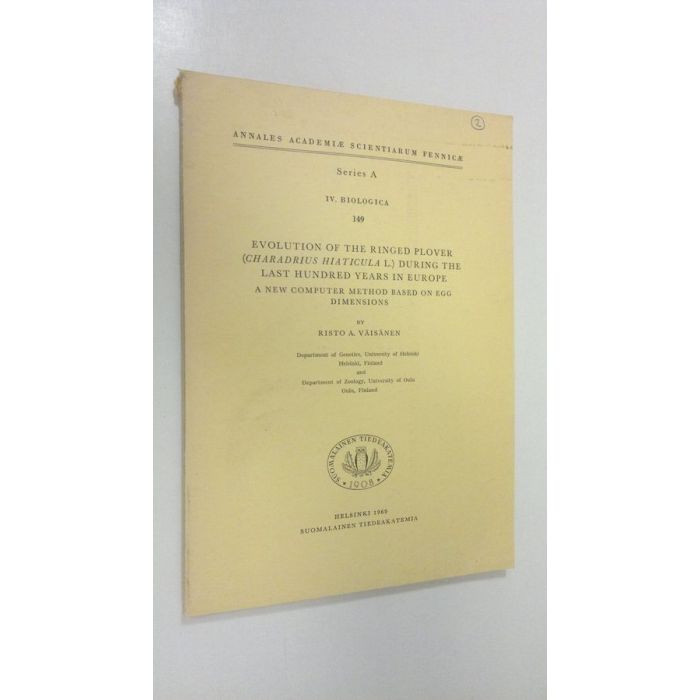 2
ANNALES ACADEMIÆ SCIENTIARUM FENNICÆ
Series A
IV. BIOLOGICA
149
EVOLUTION OF THE RINGED PLOVER
(CHARADRIUS HIATICULA L.) DURING THE
LAST HUNDRED YEARS IN EUROPE
A NEW COMPUTER METHOD BASED ON EGG
DIMENSIONS
BY
RISTO A. VÄISÄNEN
Department of Genetics, University of Helsinki
Helsinki, Finland
and
Department of Zoology, University of Oulu
Oulu, Finland
SUOMALAINEN TIEDEAKATEMIA
1908
HELSINKI 1969
SUOMALAINEN TIEDEAKATEMIA